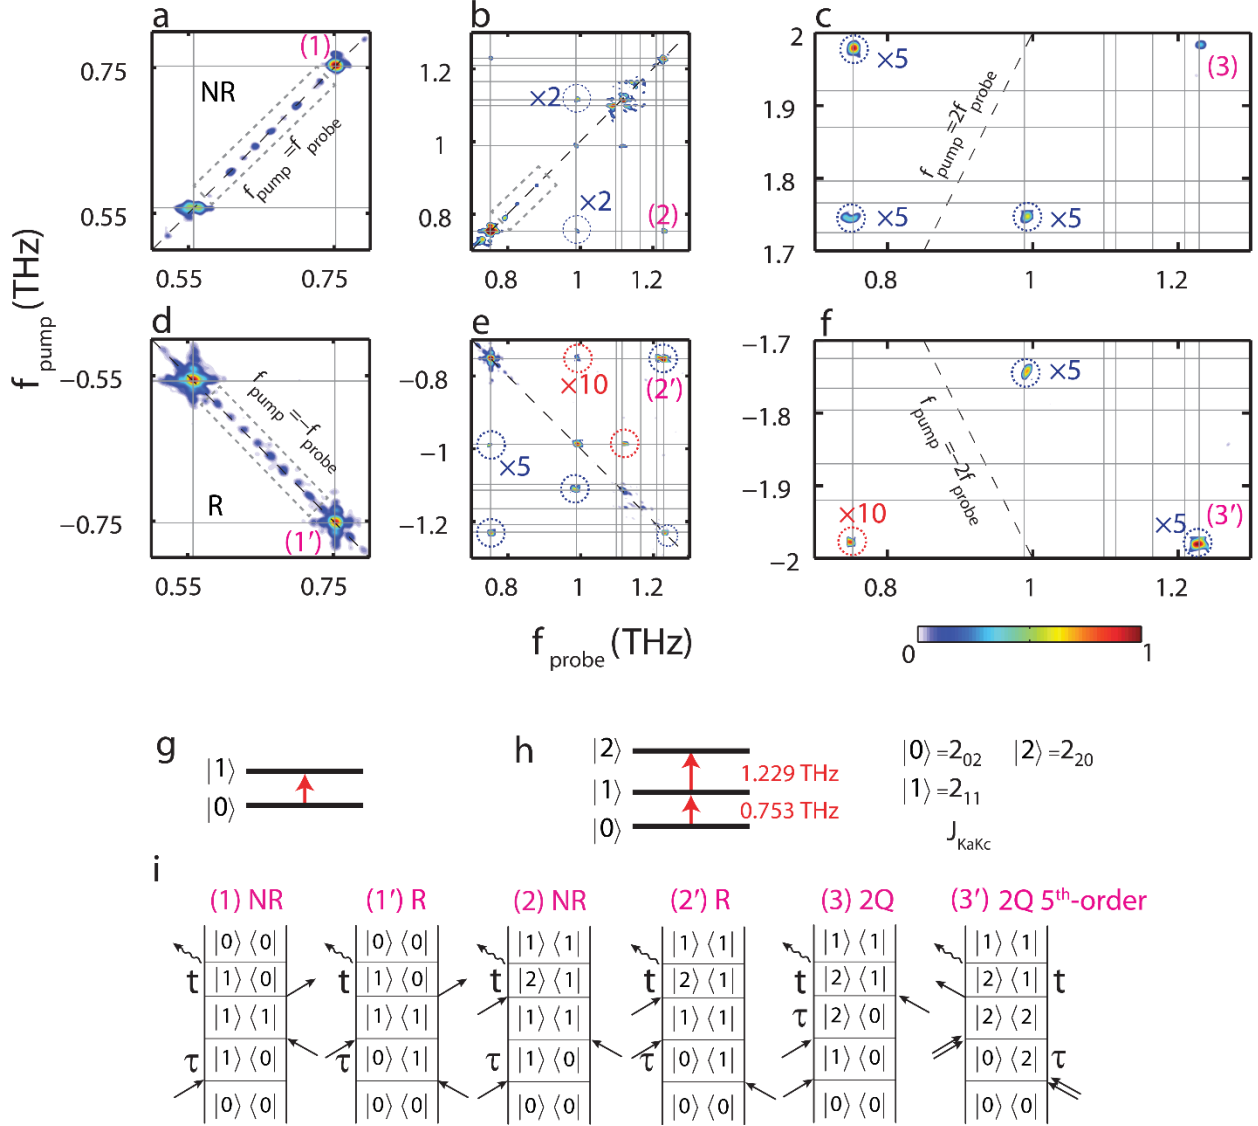 a b c
NR
(1)
f_pump = f_probe
0.75
0.55
0.55 0.75
×2
×2
(2)
1.2
1
0.8
0.8 1 1.2
×5
(3)
f_pump = 2f_probe
×5 ×5
2
1.9
1.8
1.7
0.8 1 1.2
f_pump (THz)
d e f
f_pump = -f_probe
R
(1′)
−0.55
−0.75
0.55 0.75
×10
(2′)
×5
−0.8
−1
−1.2
0.8 1 1.2
×5
f_pump = -2f_probe
×10
×5
(3′)
−1.7
−1.8
−1.9
−2
0.8 1 1.2
f_probe (THz)
0 1
g
|1⟩
|0⟩
h
|2⟩
1.229 THz
|1⟩
0.753 THz
|0⟩
|0⟩ = 2₀₂ |2⟩ = 2₂₀
|1⟩ = 2₁₁
J_KaKc
i
(1) NR (1′) R (2) NR (2′) R (3) 2Q (3′) 2Q 5th-order
|0⟩⟨0| |0⟩⟨0| |1⟩⟨1| |1⟩⟨1| |1⟩⟨1| |1⟩⟨1|
t |1⟩⟨0| t |1⟩⟨0| t |2⟩⟨1| t |2⟩⟨1| t |2⟩⟨1| |2⟩⟨1| t
|1⟩⟨1| |1⟩⟨1| |1⟩⟨1| |1⟩⟨1| τ |2⟩⟨0| |2⟩⟨2|
τ |1⟩⟨0| τ |0⟩⟨1| τ |1⟩⟨0| τ |0⟩⟨1| |1⟩⟨0| |0⟩⟨2| τ
|0⟩⟨0| |0⟩⟨0| |0⟩⟨0| |0⟩⟨0| |0⟩⟨0| |0⟩⟨0|